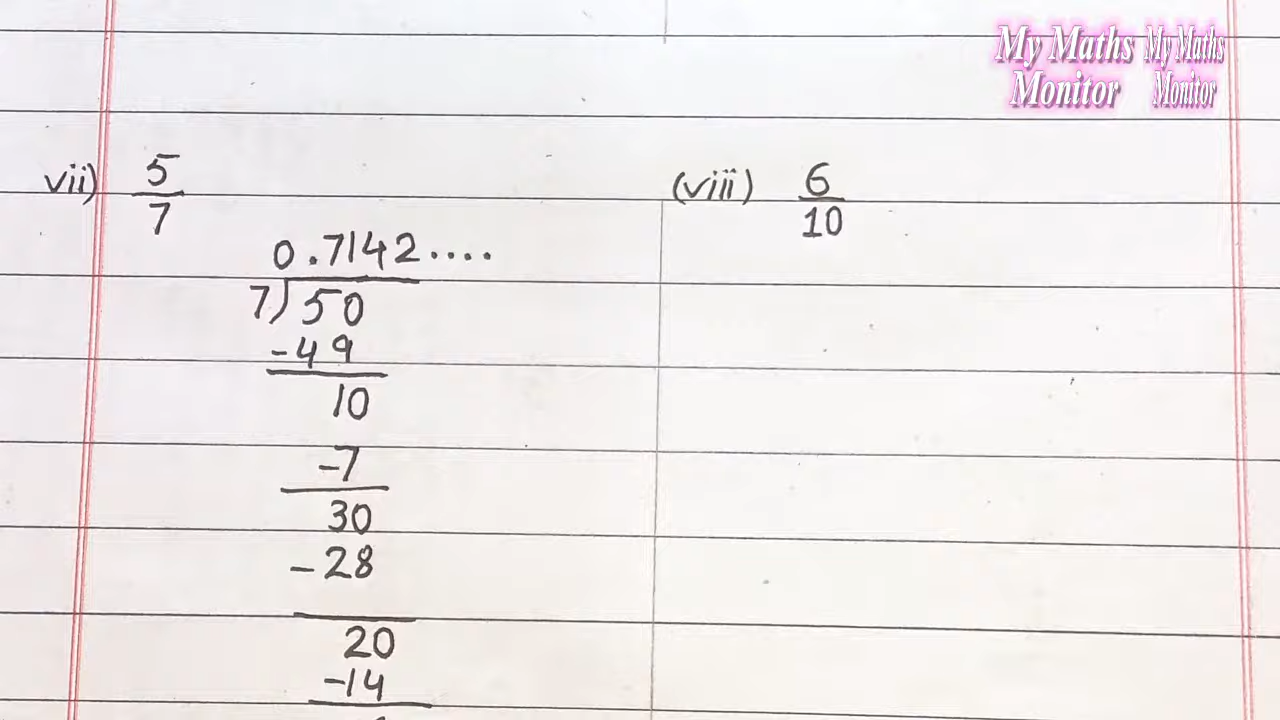 My Maths My Maths
Monitor Monitor
vii) 5/7
0.7142....
7)50
-49
10
-7
30
-28
20
-14
(viii) 6/10